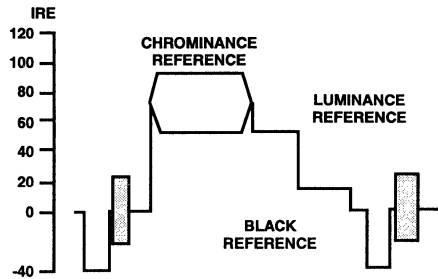 IRE
120
100
80
60
40
20
0
-40
CHROMINANCE
REFERENCE
LUMINANCE
REFERENCE
BLACK
REFERENCE